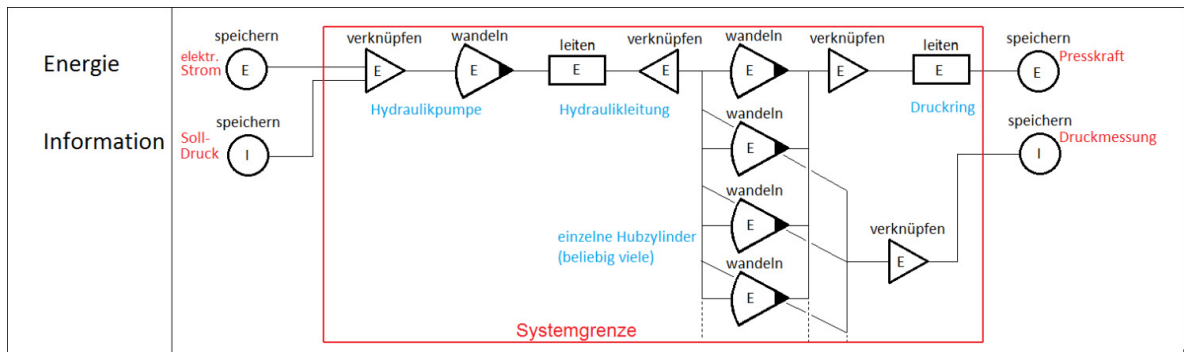 Energie
Information
speichern
elektr.
Strom
E
speichern
Soll-
Druck
I
verknüpfen
E
wandeln
E
Hydraulikpumpe
leiten
E
Hydraulikleitung
verknüpfen
E
wandeln
E
wandeln
E
wandeln
E
wandeln
E
einzelne Hubzylinder
(beliebig viele)
verknüpfen
E
leiten
E
Druckring
verknüpfen
E
Systemgrenze
speichern
E
Presskraft
speichern
I
Druckmessung